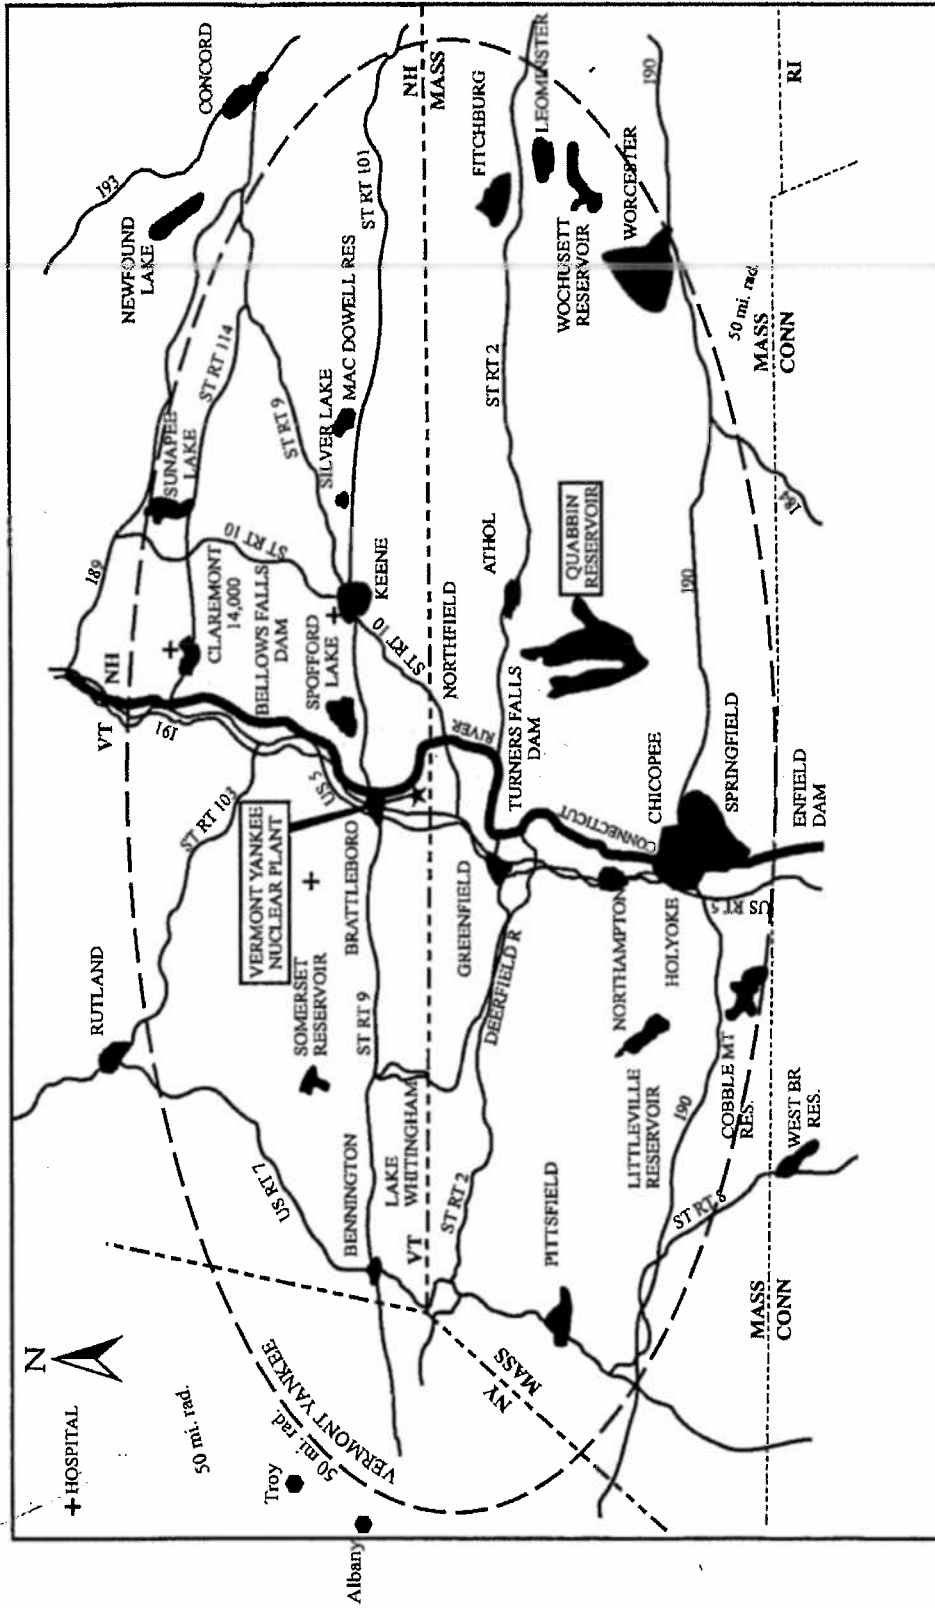 HOSPITAL
N
50 mi. rad.
Troy
Albany
50 mi. rad.
VERMONT YANKEE
RUTLAND
US RT 7
ST RT 103
VT
NH
189
191
NEWFOUND
LAKE
193
CONCORD
SUNAPEE
LAKE
ST RT 114
ST RT 10
CLAREMONT
14,000
BELLOWS FALLS
DAM
ST RT 9
SILVER LAKE
MAC DOWELL RES
ST RT 101
SPOFFORD
LAKE
KEENE
US 5
VERMONT YANKEE
NUCLEAR PLANT
SOMERSET
RESERVOIR
BRATTLEBORO
ST RT 9
BENNINGTON
LAKE
WHITINGHAM
VT
NY
MASS
NH
MASS
ST RT 10
NORTHFIELD
RIVER
GREENFIELD
DEERFIELD R
ST RT 2
TURNERS FALLS
DAM
ATHOL
ST RT 2
FITCHBURG
LEOMINSTER
QUABBIN
RESERVOIR
WOCHUSETT
RESERVOIR
WORCESTER
190
PITTSFIELD
LITTLEVILLE
RESERVOIR
NORTHAMPTON
CONNECTICUT
CHICOPEE
HOLYOKE
SPRINGFIELD
190
190
ST RT 8
COBBLE MT
RES.
WEST BR
RES.
US RT 5
ENFIELD
DAM
184
50 mi. rad.
MASS
CONN
MASS
CONN
RI